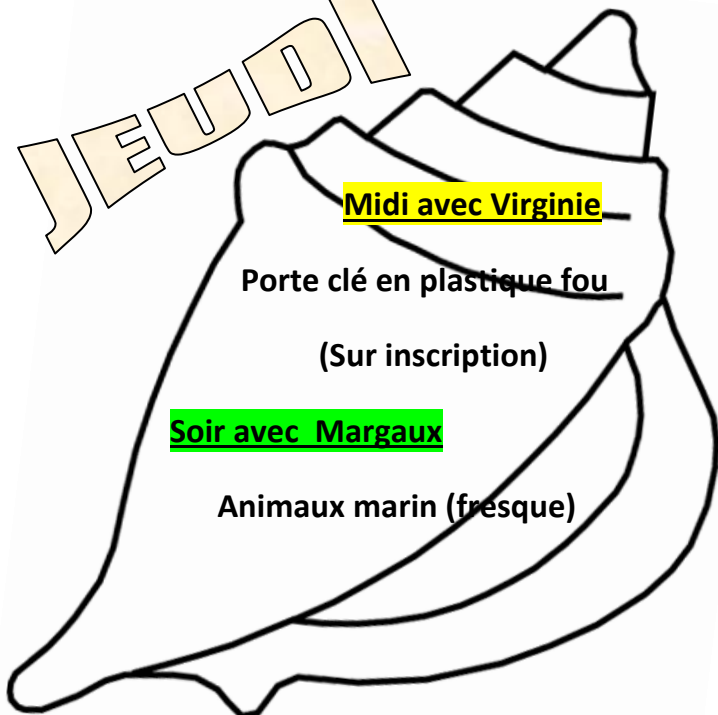 JEUDI
Midi avec Virginie
Porte clé en plastique fou
(Sur inscription)
Soir avec  Margaux
Animaux marin (fresque)